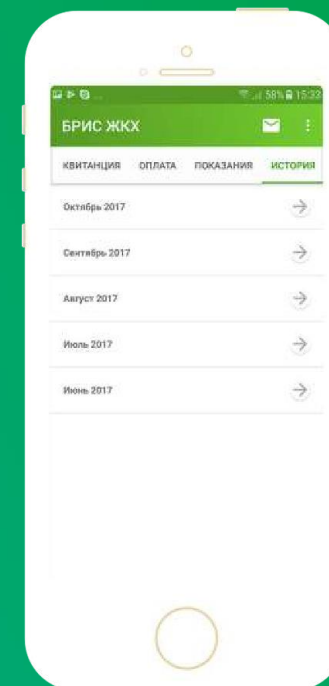 58% 15:33
БРИС ЖКХ
КВИТАНЦИЯ ОПЛАТА ПОКАЗАНИЯ ИСТОРИЯ
Октябрь 2017
Сентябрь 2017
Август 2017
Июль 2017
Июнь 2017